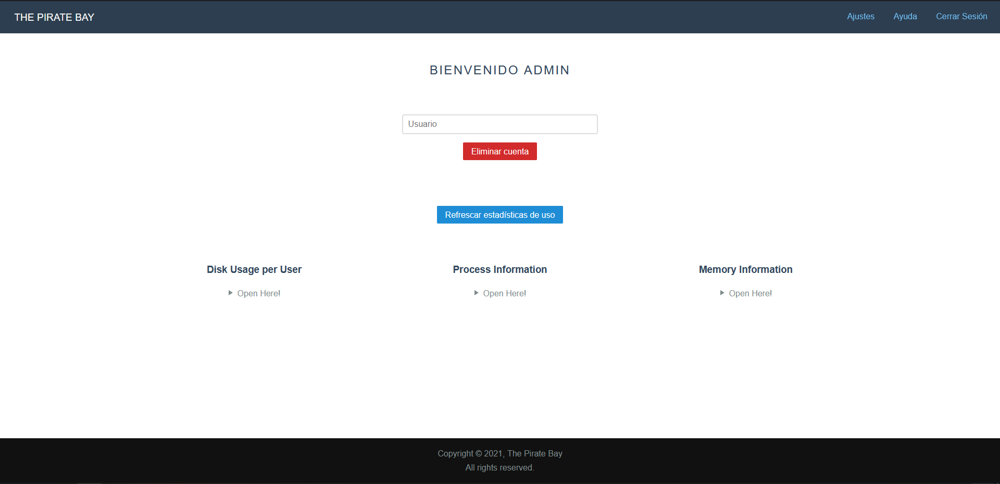 THE PIRATE BAY
Ajustes Ayuda Cerrar Sesión
BIENVENIDO ADMIN
Usuario
Eliminar cuenta
Refrescar estadísticas de uso
Disk Usage per User
Open Here!
Process Information
Open Here!
Memory Information
Open Here!
Copyright © 2021, The Pirate Bay
All rights reserved.